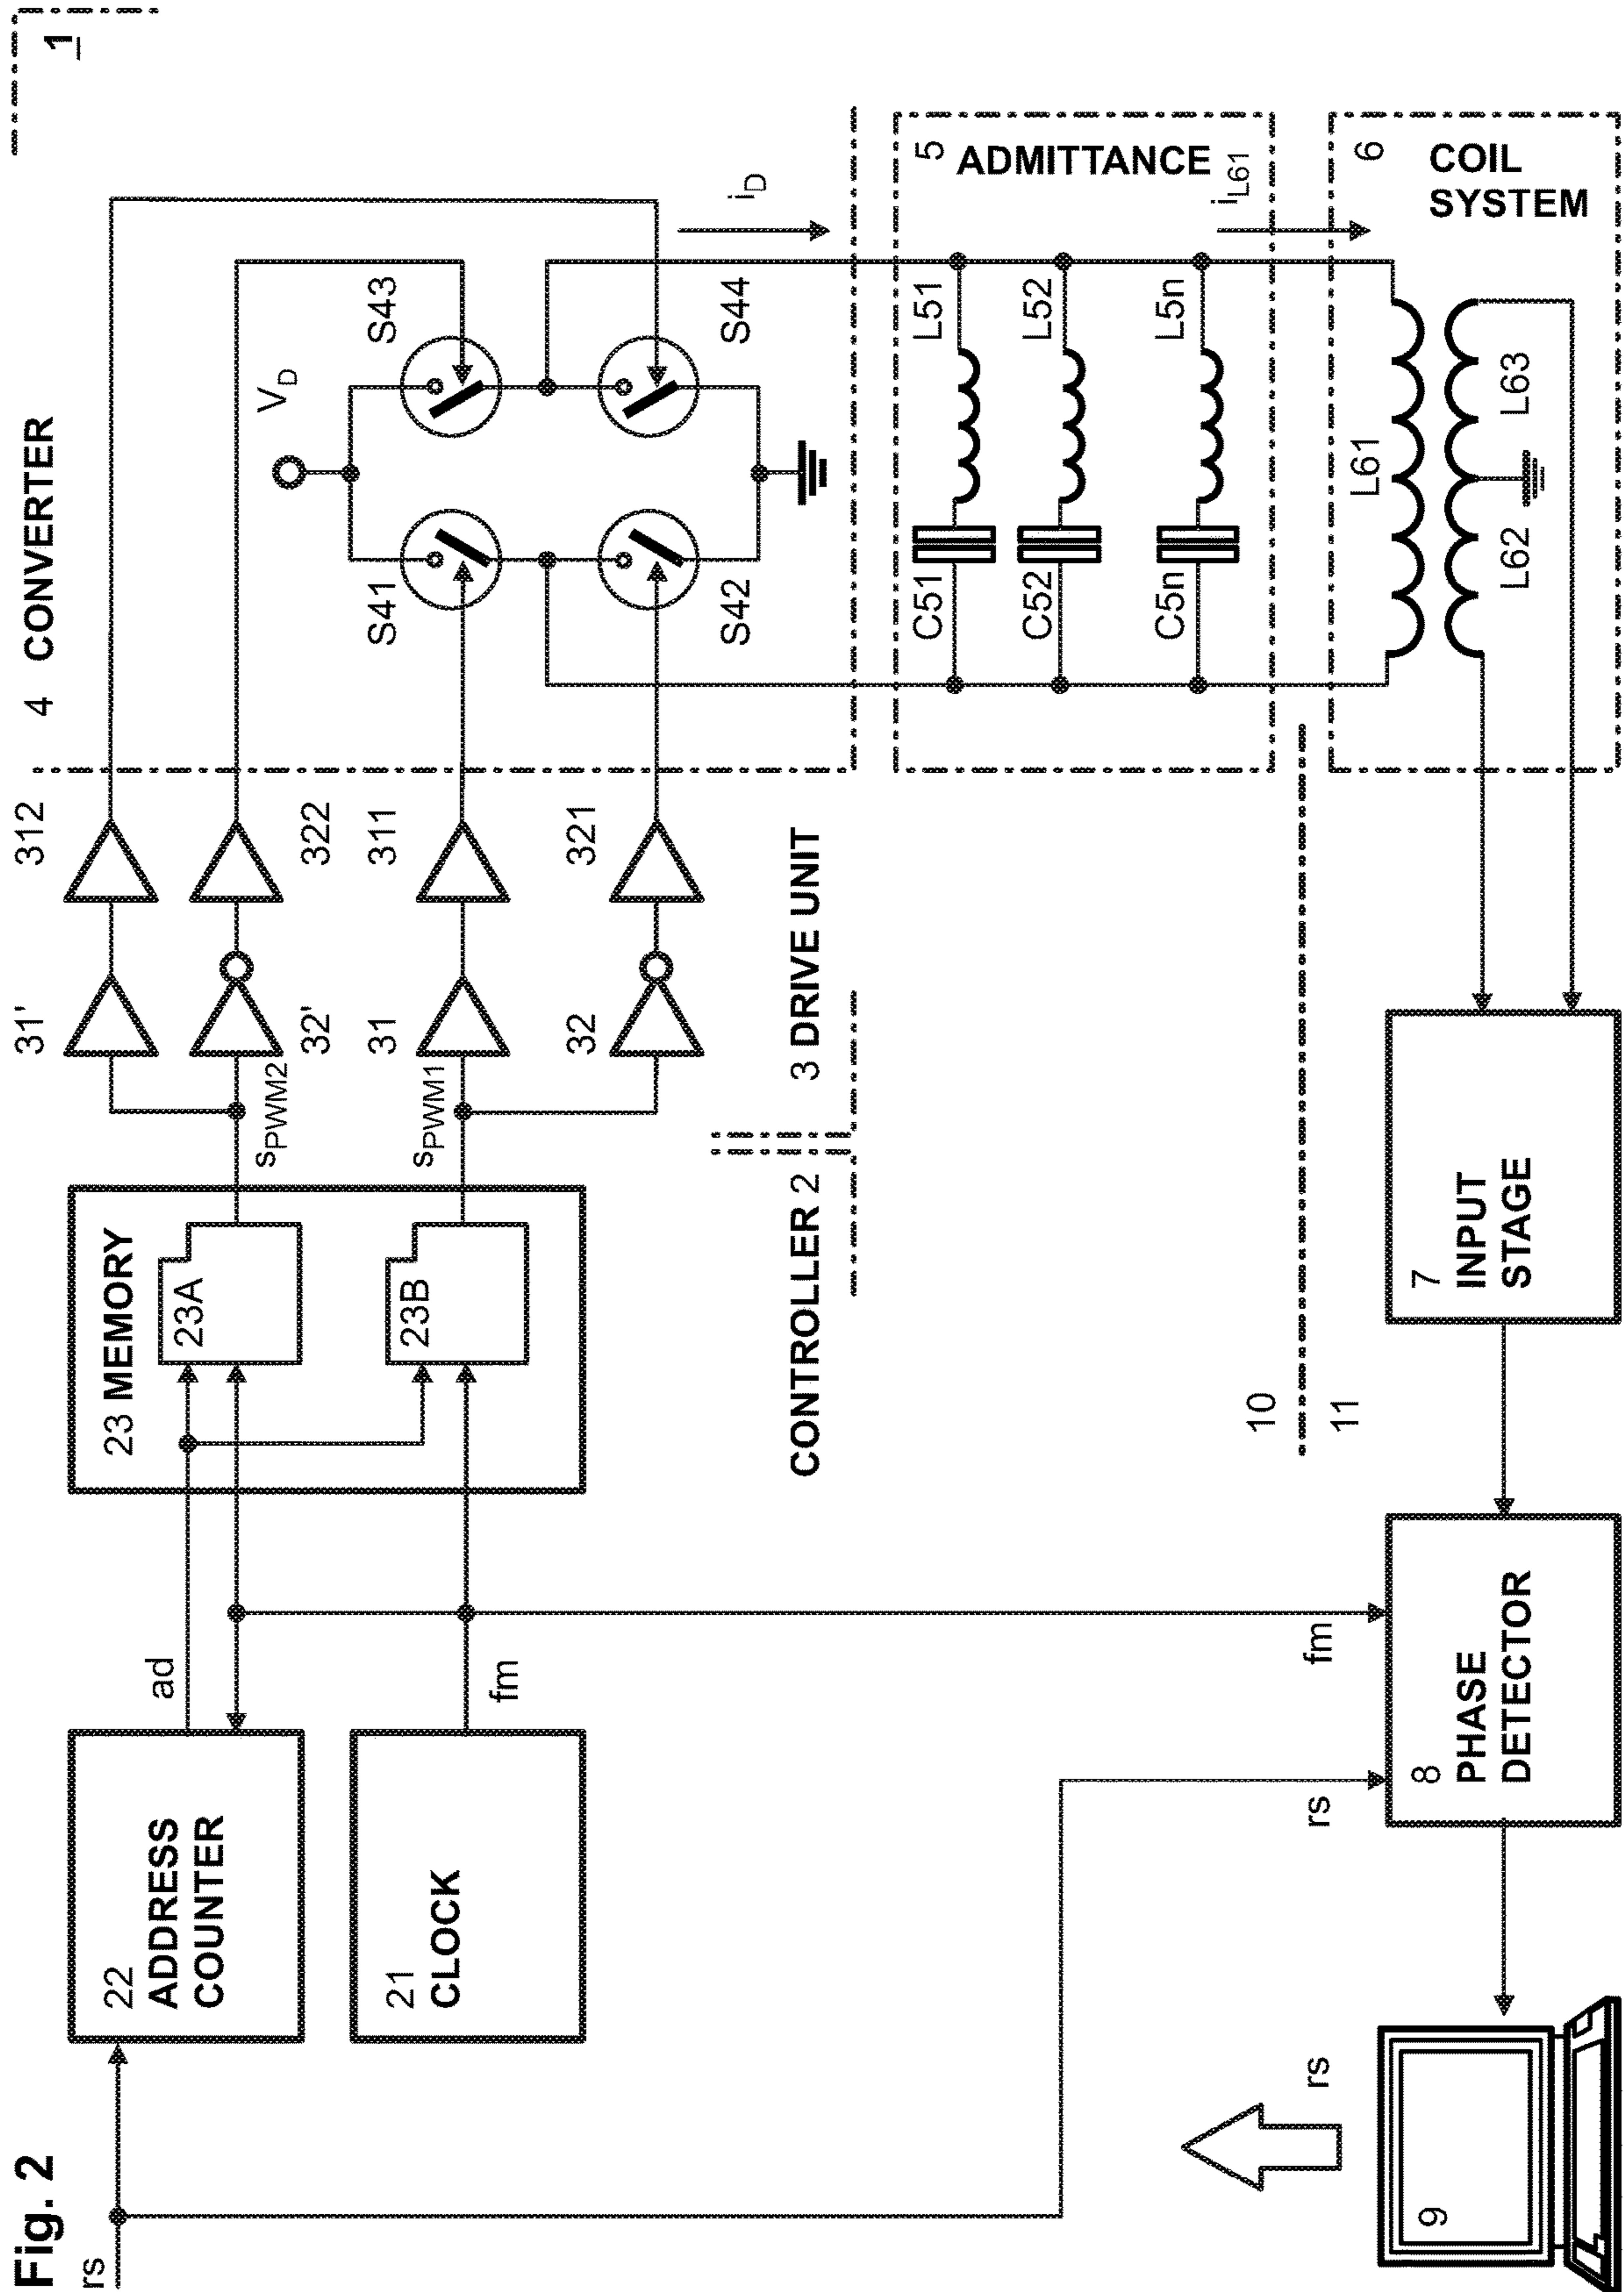 Fig. 2
1
rs
22
ADDRESS
COUNTER
ad
21
CLOCK
fm
23 MEMORY
23A
23B
CONTROLLER 2
sPWM2
sPWM1
31'
312
32'
322
31
311
32
321
3 DRIVE UNIT
4 CONVERTER
VD
S41
S43
S42
S44
iD
5
ADMITTANCE
C51
L51
C52
L52
C5n
L5n
iL61
6
COIL
SYSTEM
L61
L62
L63
10
11
7
INPUT
STAGE
fm
rs
8
PHASE
DETECTOR
rs
9